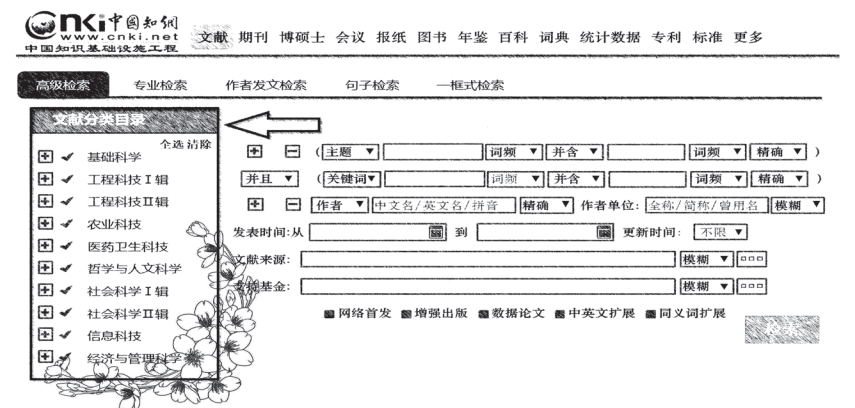 cnki中国知网
www.cnki.net
中国知识基础设施工程
文献 期刊 博硕士 会议 报纸 图书 年鉴 百科 词典 统计数据 专利 标准 更多
高级检索 专业检索 作者发文检索 句子检索 一框式检索
文献分类目录
全选 清除
基础科学
工程科技Ⅰ辑
工程科技Ⅱ辑
农业科技
医药卫生科技
哲学与人文科学
社会科学Ⅰ辑
社会科学Ⅱ辑
信息科技
经济与管理科学
(主题 词频 并含 词频 精确)
并且 (关键词 词频 并含 词频 精确)
作者 中文名/英文名/拼音 精确 作者单位: 全称/简称/曾用名 模糊
发表时间:从 到 更新时间: 不限
文献来源: 模糊
支持基金: 模糊
网络首发 增强出版 数据论文 中英文扩展 同义词扩展
检索